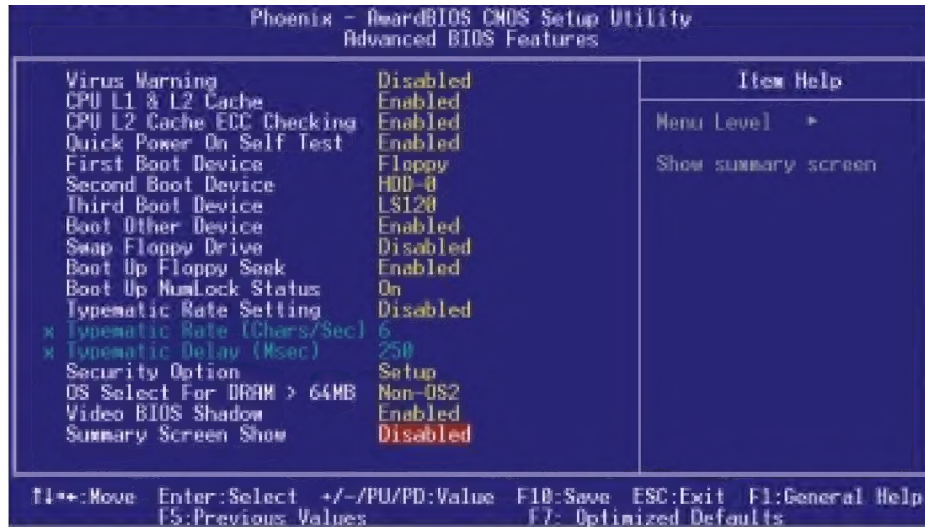 Phoenix - AwardBIOS CMOS Setup Utility
Advanced BIOS Features
Virus Warning Disabled
CPU L1 & L2 Cache Enabled
CPU L2 Cache ECC Checking Enabled
Quick Power On Self Test Enabled
First Boot Device Floppy
Second Boot Device HDD-0
Third Boot Device LS120
Boot Other Device Enabled
Swap Floppy Drive Disabled
Boot Up Floppy Seek Enabled
Boot Up NumLock Status On
Typematic Rate Setting Disabled
x Typematic Rate (Chars/Sec) 6
x Typematic Delay (Msec) 250
Security Option Setup
OS Select For DRAM > 64MB Non-OS2
Video BIOS Shadow Enabled
Summary Screen Show Disabled
Item Help
Menu Level ▸
Show summary screen
↑↓→←:Move Enter:Select +/-/PU/PD:Value F10:Save ESC:Exit F1:General Help
F5:Previous Values F7: Optimized Defaults